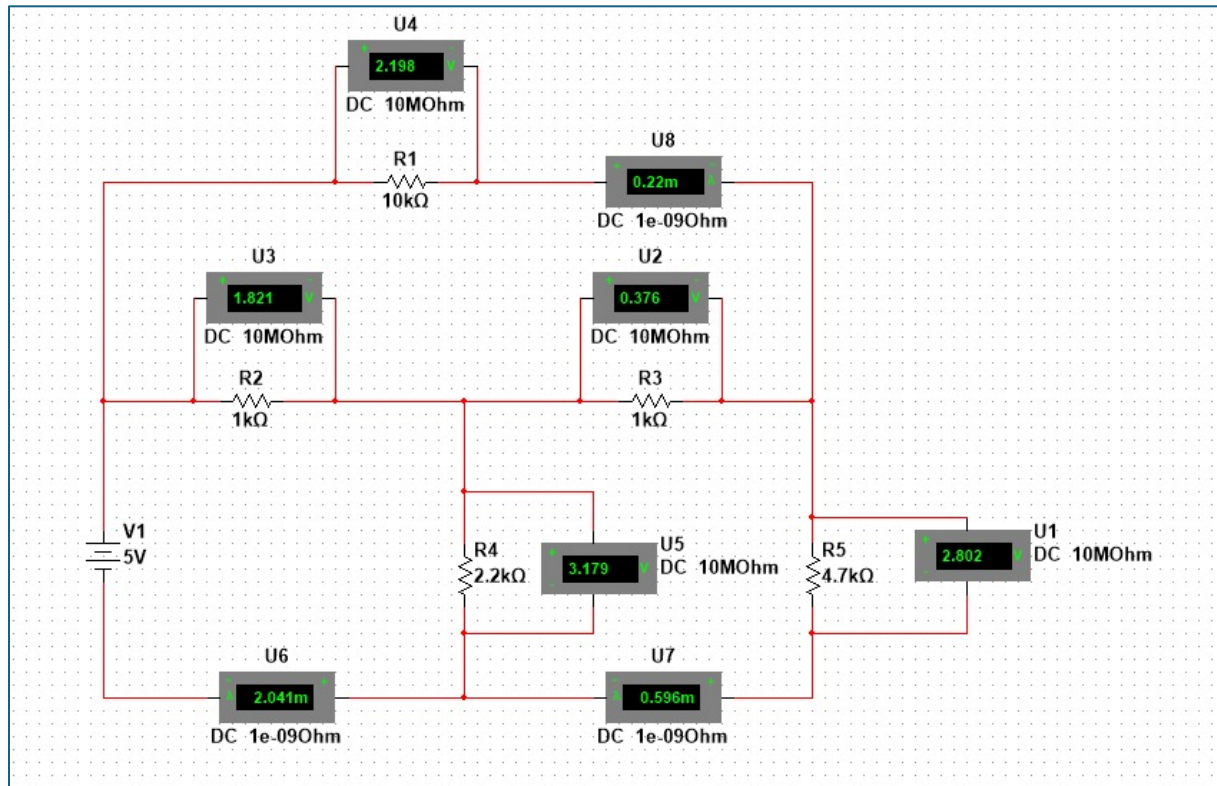 U4
+ -
2.198 V
DC 10MOhm
R1
10kΩ
U8
+ -
0.22m A
DC 1e-09Ohm
U3
+ -
1.821 V
DC 10MOhm
R2
1kΩ
U2
+ -
0.376 V
DC 10MOhm
R3
1kΩ
V1
5V
R4
2.2kΩ
U5
DC 10MOhm
+
3.179 V
-
R5
4.7kΩ
U1
DC 10MOhm
+
2.802 V
-
U6
- +
A 2.041m
DC 1e-09Ohm
U7
- +
A 0.596m
DC 1e-09Ohm